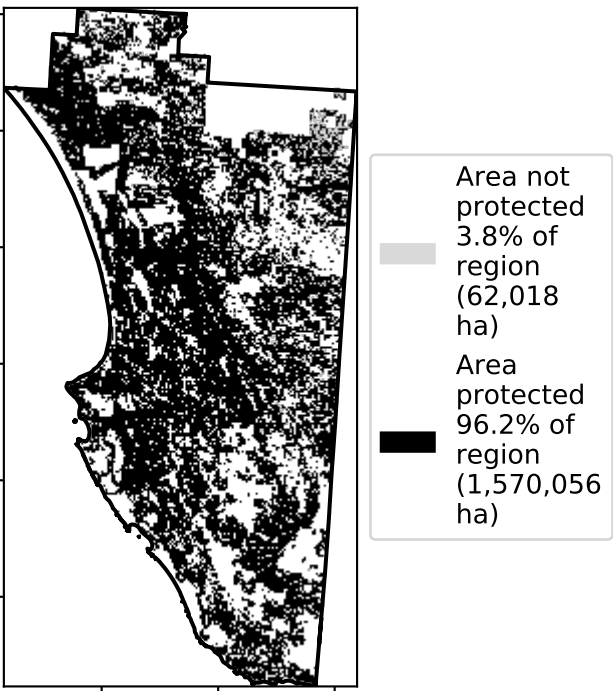 Area not
protected
3.8% of
region
(62,018
ha)
Area
protected
96.2% of
region
(1,570,056
ha)